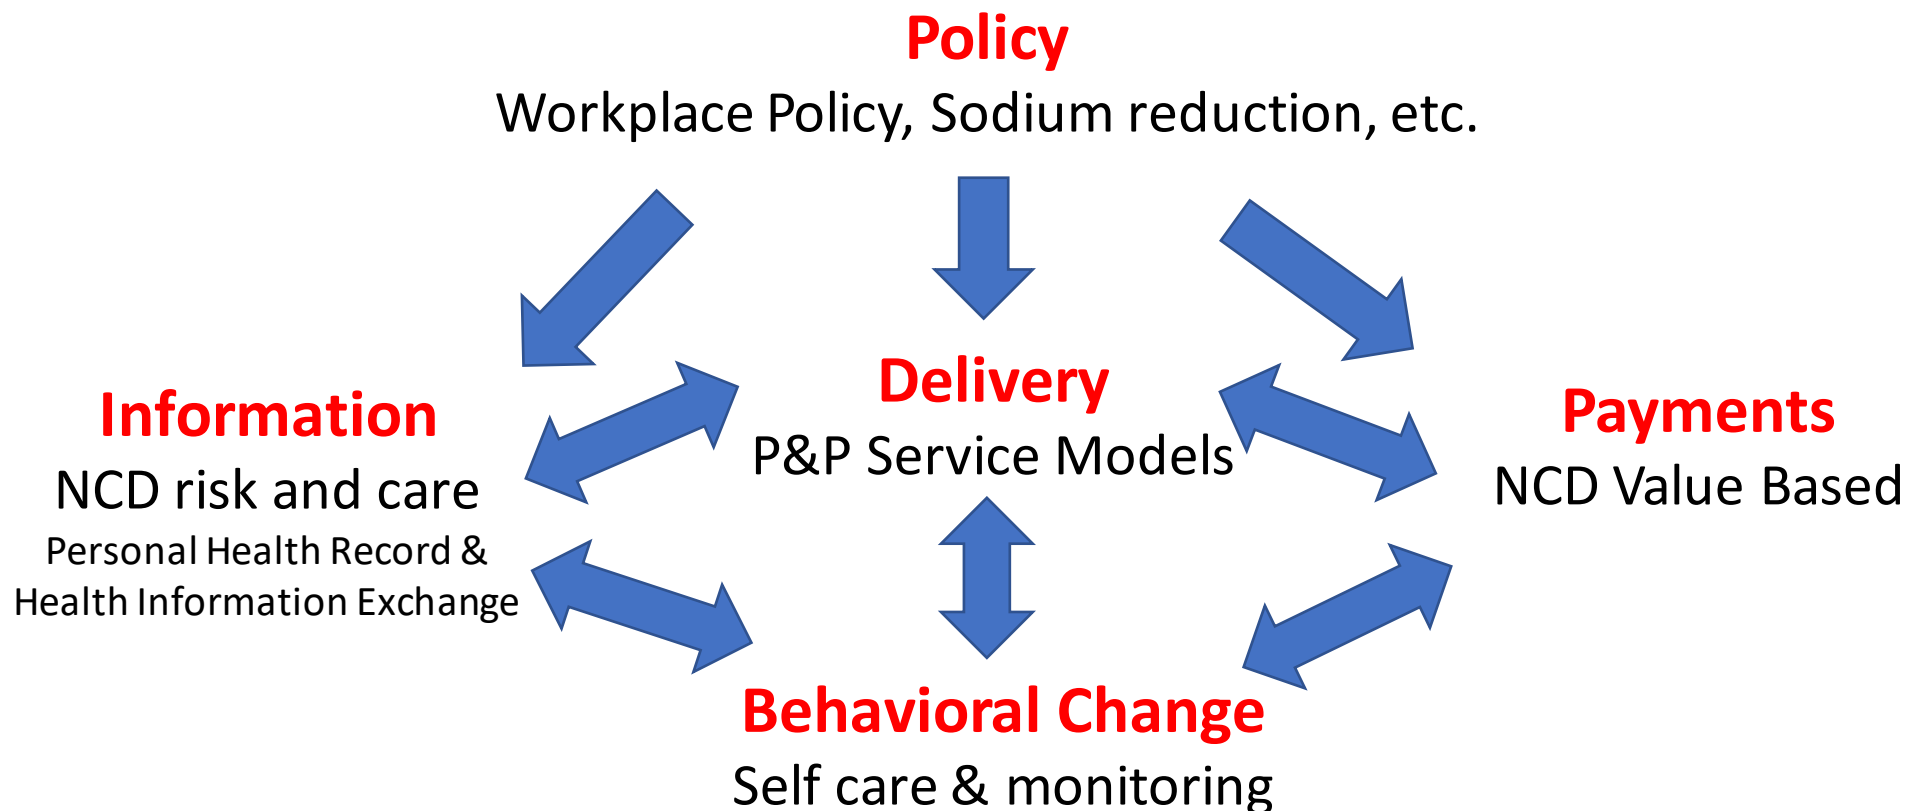 Policy
Workplace Policy, Sodium reduction, etc.
Information
NCD risk and care
Personal Health Record &
Health Information Exchange
Delivery
P&P Service Models
Payments
NCD Value Based
Behavioral Change
Self care & monitoring